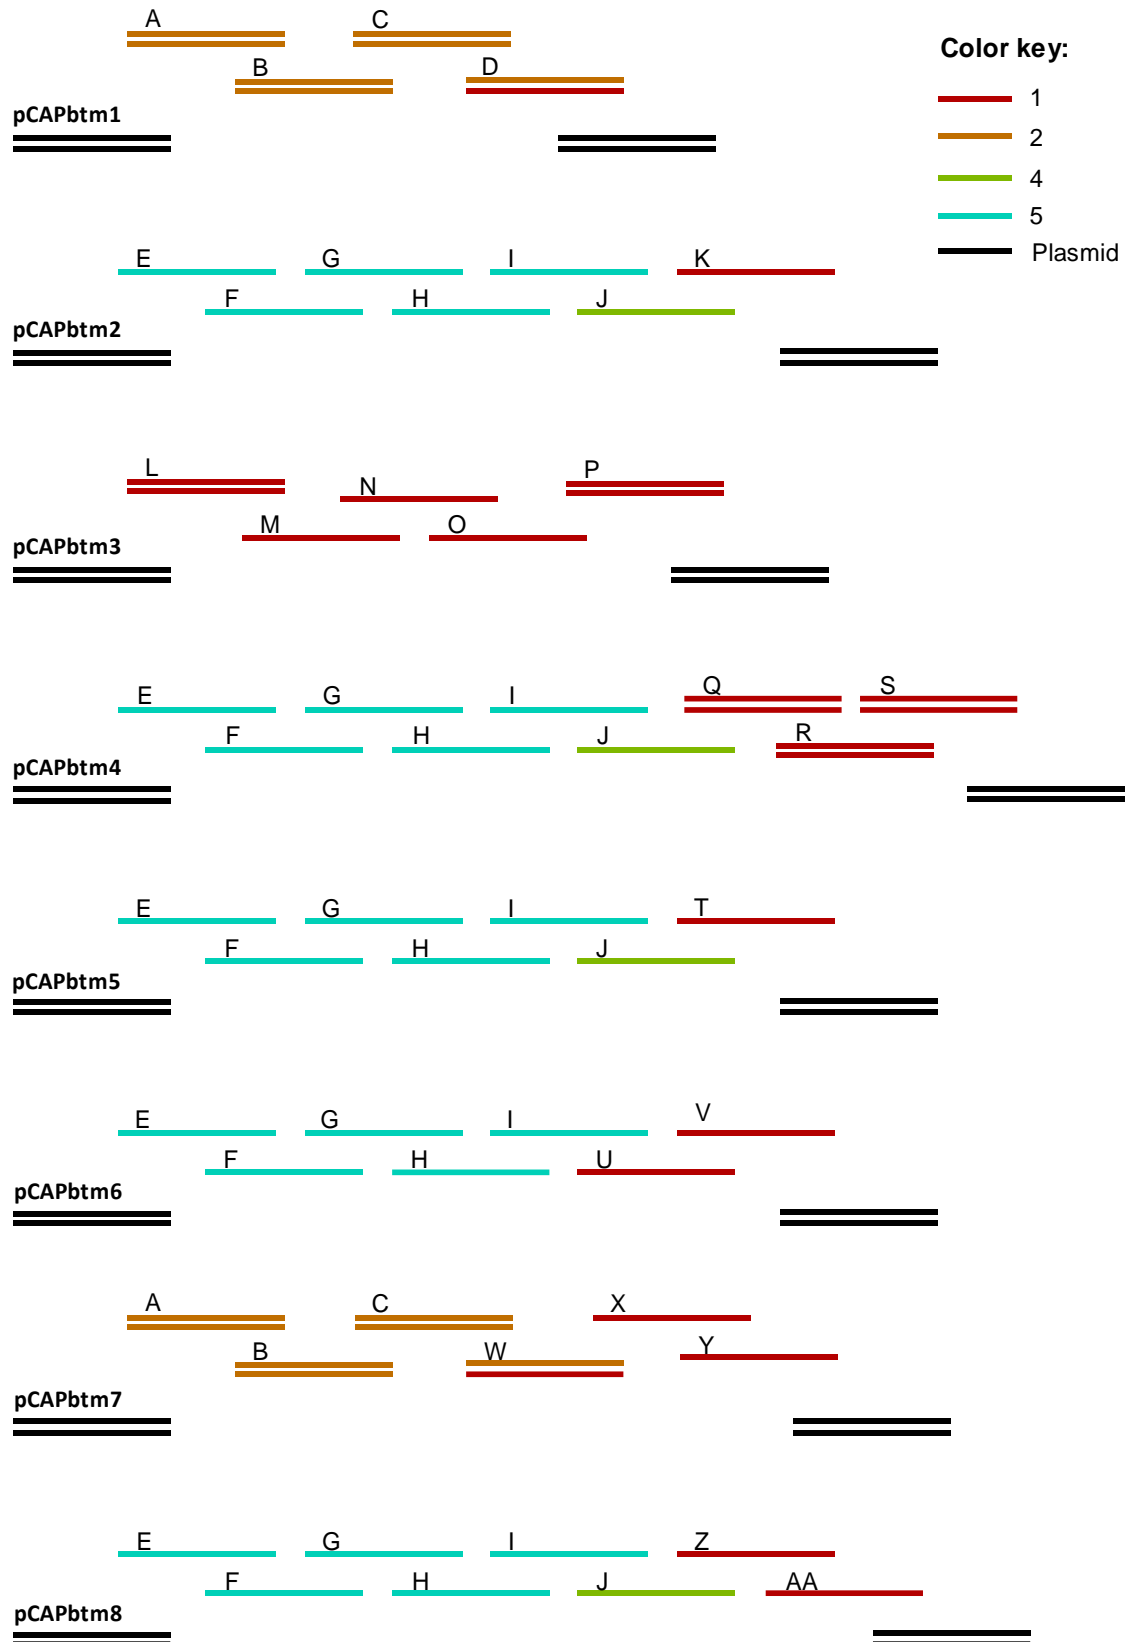 A C
B D
pCAPbtm1
Color key:
1
2
4
5
Plasmid
E G I K
F H J
pCAPbtm2
L N P
M O
pCAPbtm3
E G I Q S
F H J R
pCAPbtm4
E G I T
F H J
pCAPbtm5
E G I V
F H U
pCAPbtm6
A C X
B W Y
pCAPbtm7
E G I Z
F H J AA
pCAPbtm8